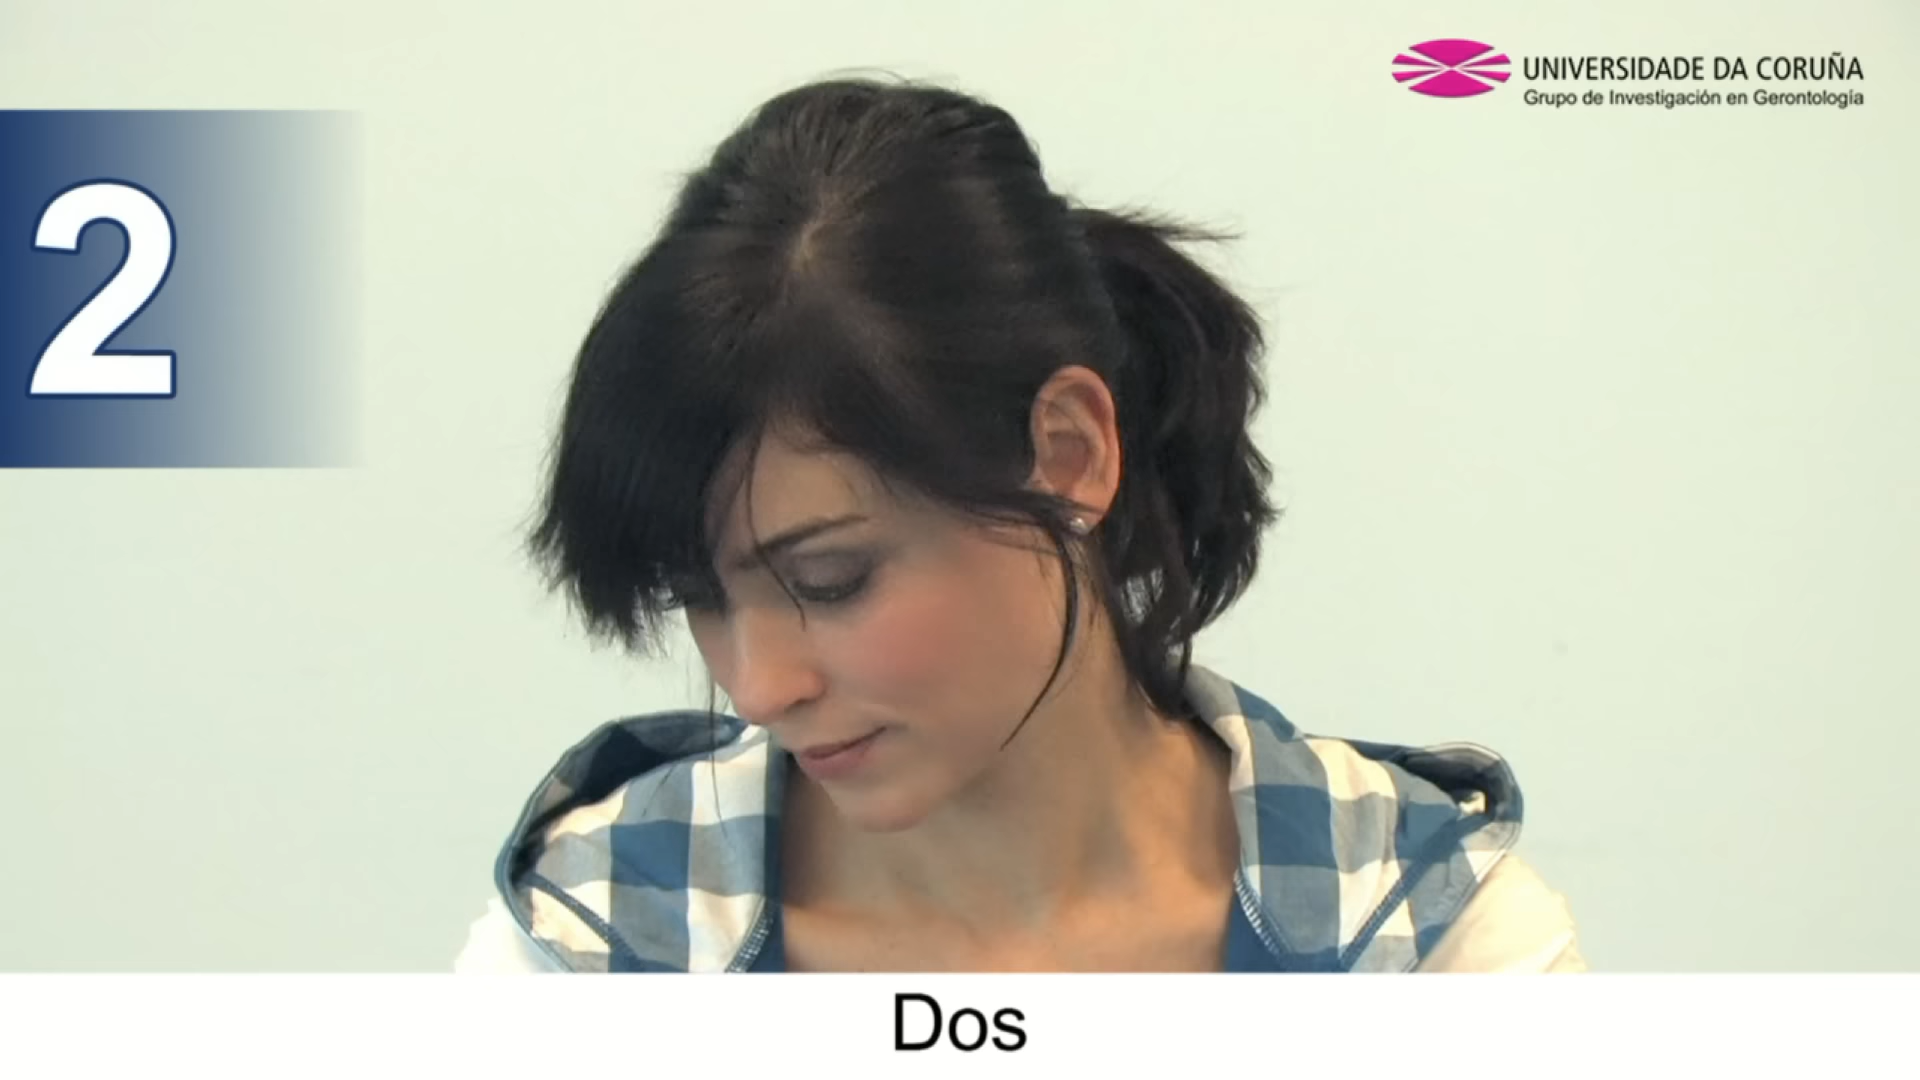 UNIVERSIDADE DA CORUÑA
Grupo de Investigación en Gerontología
2
Dos